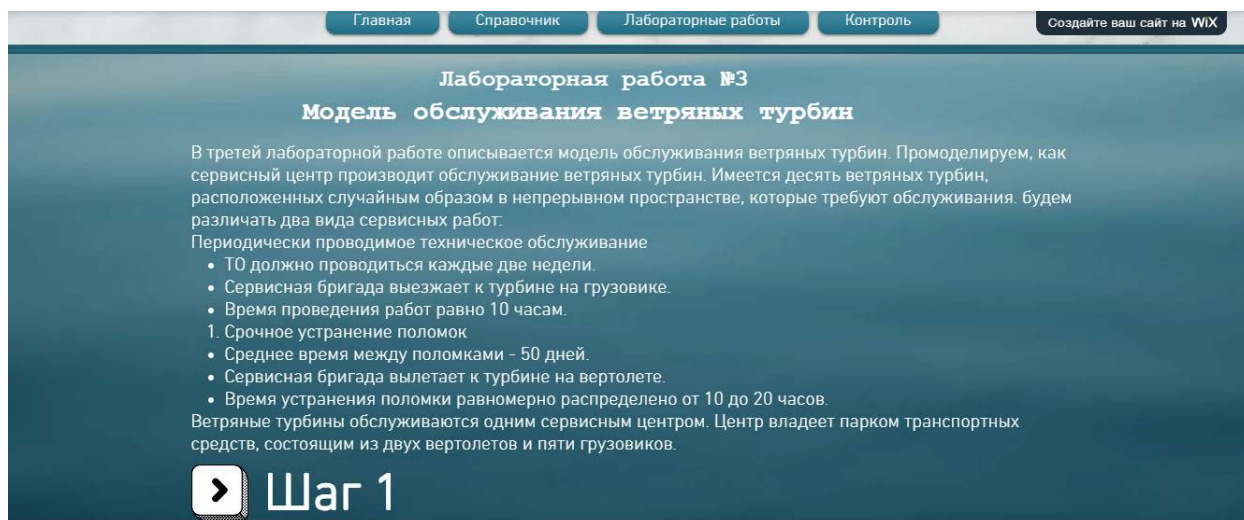 Главная Справочник Лабораторные работы Контроль Создайте ваш сайт на WiX
Лабораторная работа №3
Модель обслуживания ветряных турбин
В третей лабораторной работе описывается модель обслуживания ветряных турбин. Промоделируем, как
сервисный центр производит обслуживание ветряных турбин. Имеется десять ветряных турбин,
расположенных случайным образом в непрерывном пространстве, которые требуют обслуживания. будем
различать два вида сервисных работ:
Периодически проводимое техническое обслуживание
• ТО должно проводиться каждые две недели.
• Сервисная бригада выезжает к турбине на грузовике.
• Время проведения работ равно 10 часам.
1. Срочное устранение поломок
• Среднее время между поломками - 50 дней.
• Сервисная бригада вылетает к турбине на вертолете.
• Время устранения поломки равномерно распределено от 10 до 20 часов.
Ветряные турбины обслуживаются одним сервисным центром. Центр владеет парком транспортных
средств, состоящим из двух вертолетов и пяти грузовиков.
Шаг 1